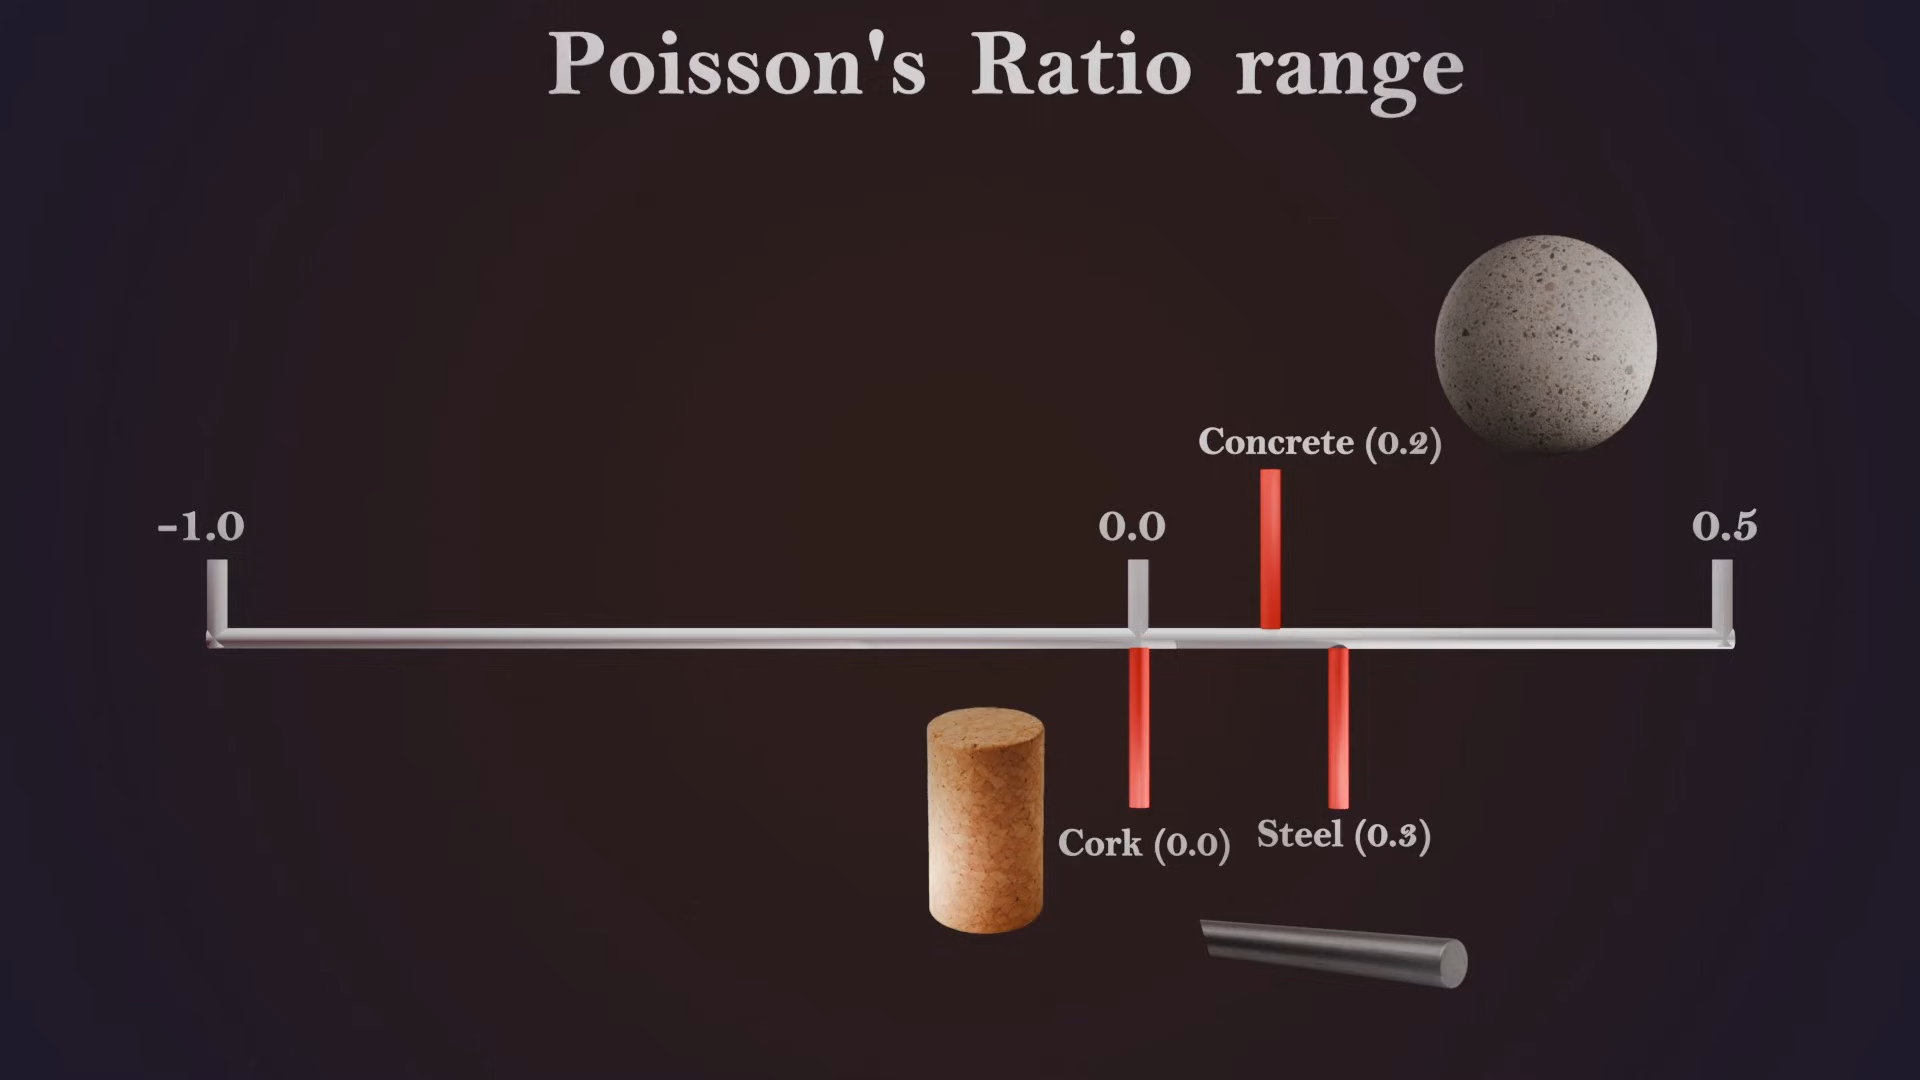 Poisson's Ratio range
Concrete (0.2)
-1.0
0.0
0.5
Cork (0.0)
Steel (0.3)